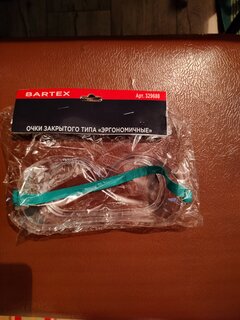 BARTEX
Арт. 329688
ОЧКИ ЗАКРЫТОГО ТИПА «ЭРГОНОМИЧНЫЕ»